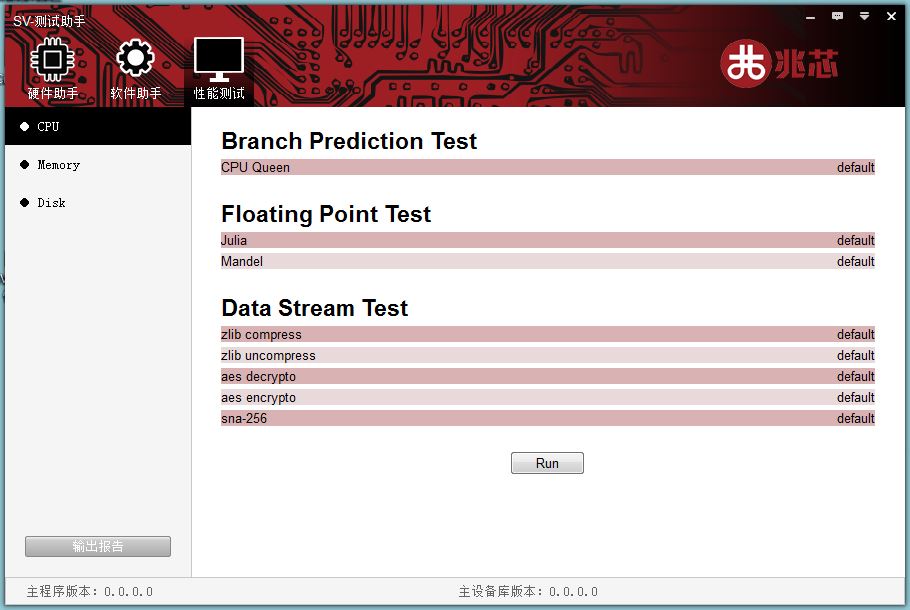 SV-测试助手
硬件助手 软件助手 性能测试
兆芯
CPU
Memory
Disk
Branch Prediction Test
CPU Queen default
Floating Point Test
Julia default
Mandel default
Data Stream Test
zlib compress default
zlib uncompress default
aes decrypto default
aes encrypto default
sna-256 default
Run
输出报告
主程序版本：0.0.0.0 主设备库版本：0.0.0.0